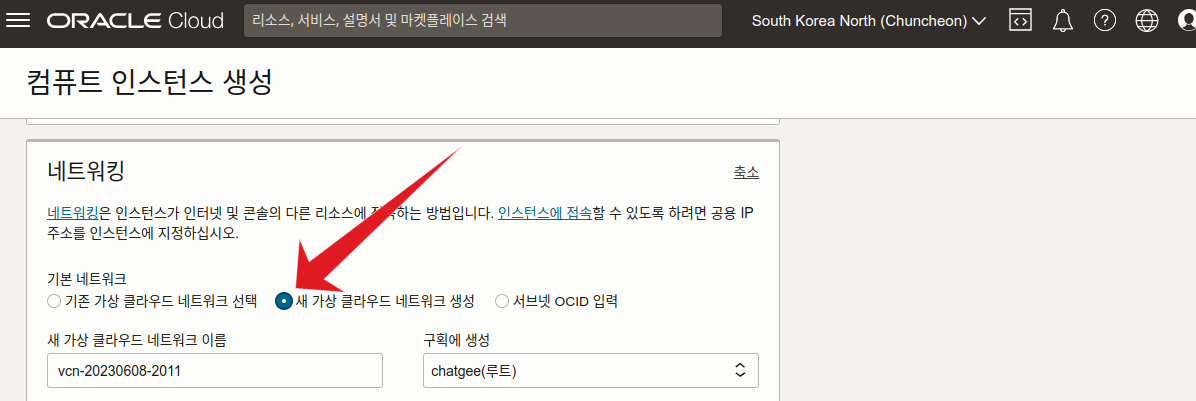 ORACLE Cloud
리소스, 서비스, 설명서 및 마켓플레이스 검색
South Korea North (Chuncheon)
컴퓨트 인스턴스 생성
네트워킹
축소
네트워킹은 인스턴스가 인터넷 및 콘솔의 다른 리소스에 하는 방법입니다. 인스턴스에 접속할 수 있도록 하려면 공용 IP
주소를 인스턴스에 지정하십시오.
기본 네트워크
기존 가상 클라우드 네트워크 선택
새 가상 클라우드 네트워크 생성
서브넷 OCID 입력
새 가상 클라우드 네트워크 이름
구획에 생성
vcn-20230608-2011
chatgee(루트)